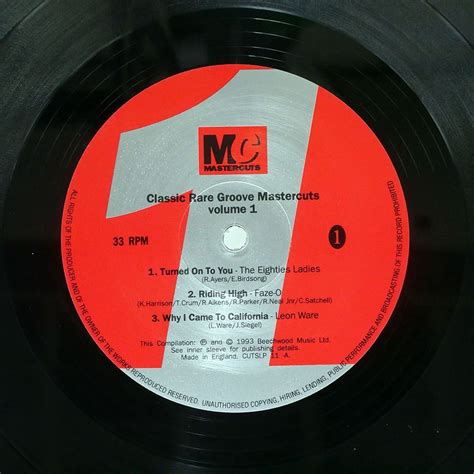 MC
MASTERCUTS
Classic Rare Groove Mastercuts
volume 1
33 RPM
1
1. Turned On To You - The Eighties Ladies
(R.Ayers/E.Birdsong)
2. Riding High - Faze-O
(K.Harrison/T.Crum/R.Aikens/R.Parker/R.Neal Jnr/C.Satchell)
3. Why I Came To California - Leon Ware
(L.Ware/J.Siegel)
This Compilation: ℗ and © 1993 Beechwood Music Ltd.
See inner sleeve for publishing details.
Made in England. CUTSLP 11 A.
ALL RIGHTS OF THE PRODUCER AND OF THE OWNER OF THE WORKS REPRODUCED RESERVED. UNAUTHORISED COPYING, HIRING, LENDING, PUBLIC PERFORMANCE AND BROADCASTING OF THIS RECORD PROHIBITED